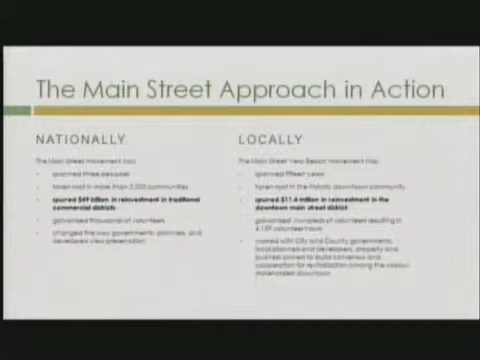 The Main Street Approach in Action
NATIONALLY
The Main Street movement has:
spanned three decades
taken root in more than 2,000 communities
spurred $49 billion in reinvestment in traditional
commercial districts
galvanized thousands of volunteers
changed the way governments, planners, and
developers view preservation
LOCALLY
The Main Street Vero Beach movement has:
spanned fifteen years
taken root in the historic downtown community
spurred $11.4 million in reinvestment in the
downtown main street district
galvanized hundreds of volunteers resulting in
volunteer hours
worked with City and County governments,
local planners and developers, property and
business owners to build consensus and
cooperation for revitalization among the various
stakeholders downtown